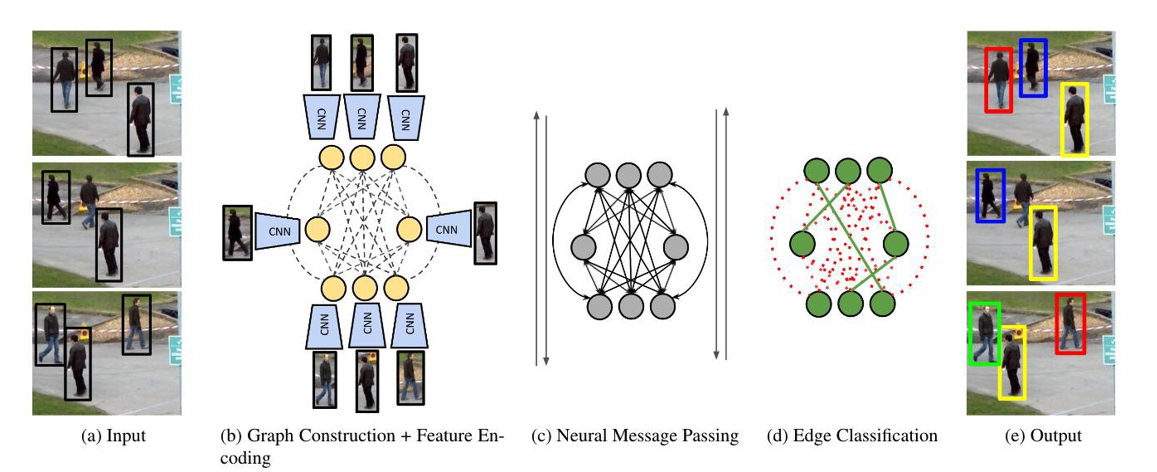 CNN CNN CNN
CNN CNN
CNN CNN CNN
(a) Input
(b) Graph Construction + Feature En-
coding
(c) Neural Message Passing
(d) Edge Classification
(e) Output